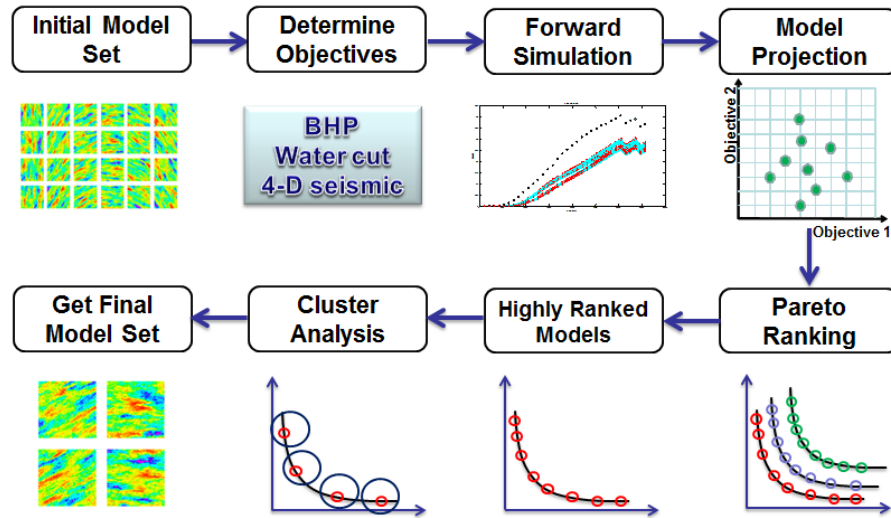 Initial Model
Set
Determine
Objectives
Forward
Simulation
Model
Projection
BHP
Water cut
4-D seismic
Objective 2
Objective 1
Get Final
Model Set
Cluster
Analysis
Highly Ranked
Models
Pareto
Ranking